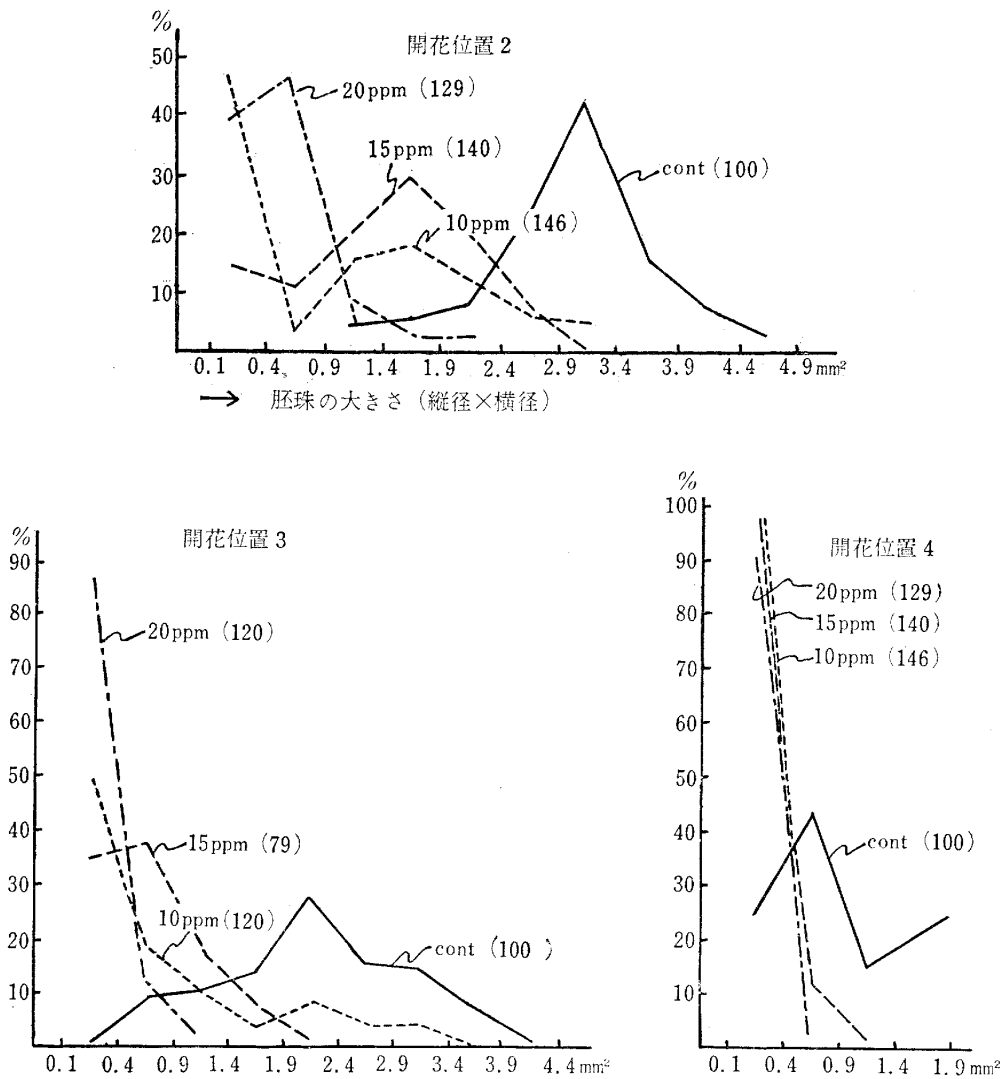 %
開花位置2
50
40
30
20
10
20ppm (129)
15ppm (140)
10ppm (146)
cont (100)
0.1 0.4 0.9 1.4 1.9 2.4 2.9 3.4 3.9 4.4 4.9 mm²
→ 胚珠の大きさ (縦径×横径)
%
開花位置3
90
80
70
60
50
40
30
20
10
20ppm (120)
15ppm (79)
10ppm (120)
cont (100 )
0.1 0.4 0.9 1.4 1.9 2.4 2.9 3.4 3.9 4.4 mm²
%
開花位置4
100
90
80
70
60
50
40
30
20
10
20ppm (129)
15ppm (140)
10ppm (146)
cont (100)
0.1 0.4 0.9 1.4 1.9 mm²